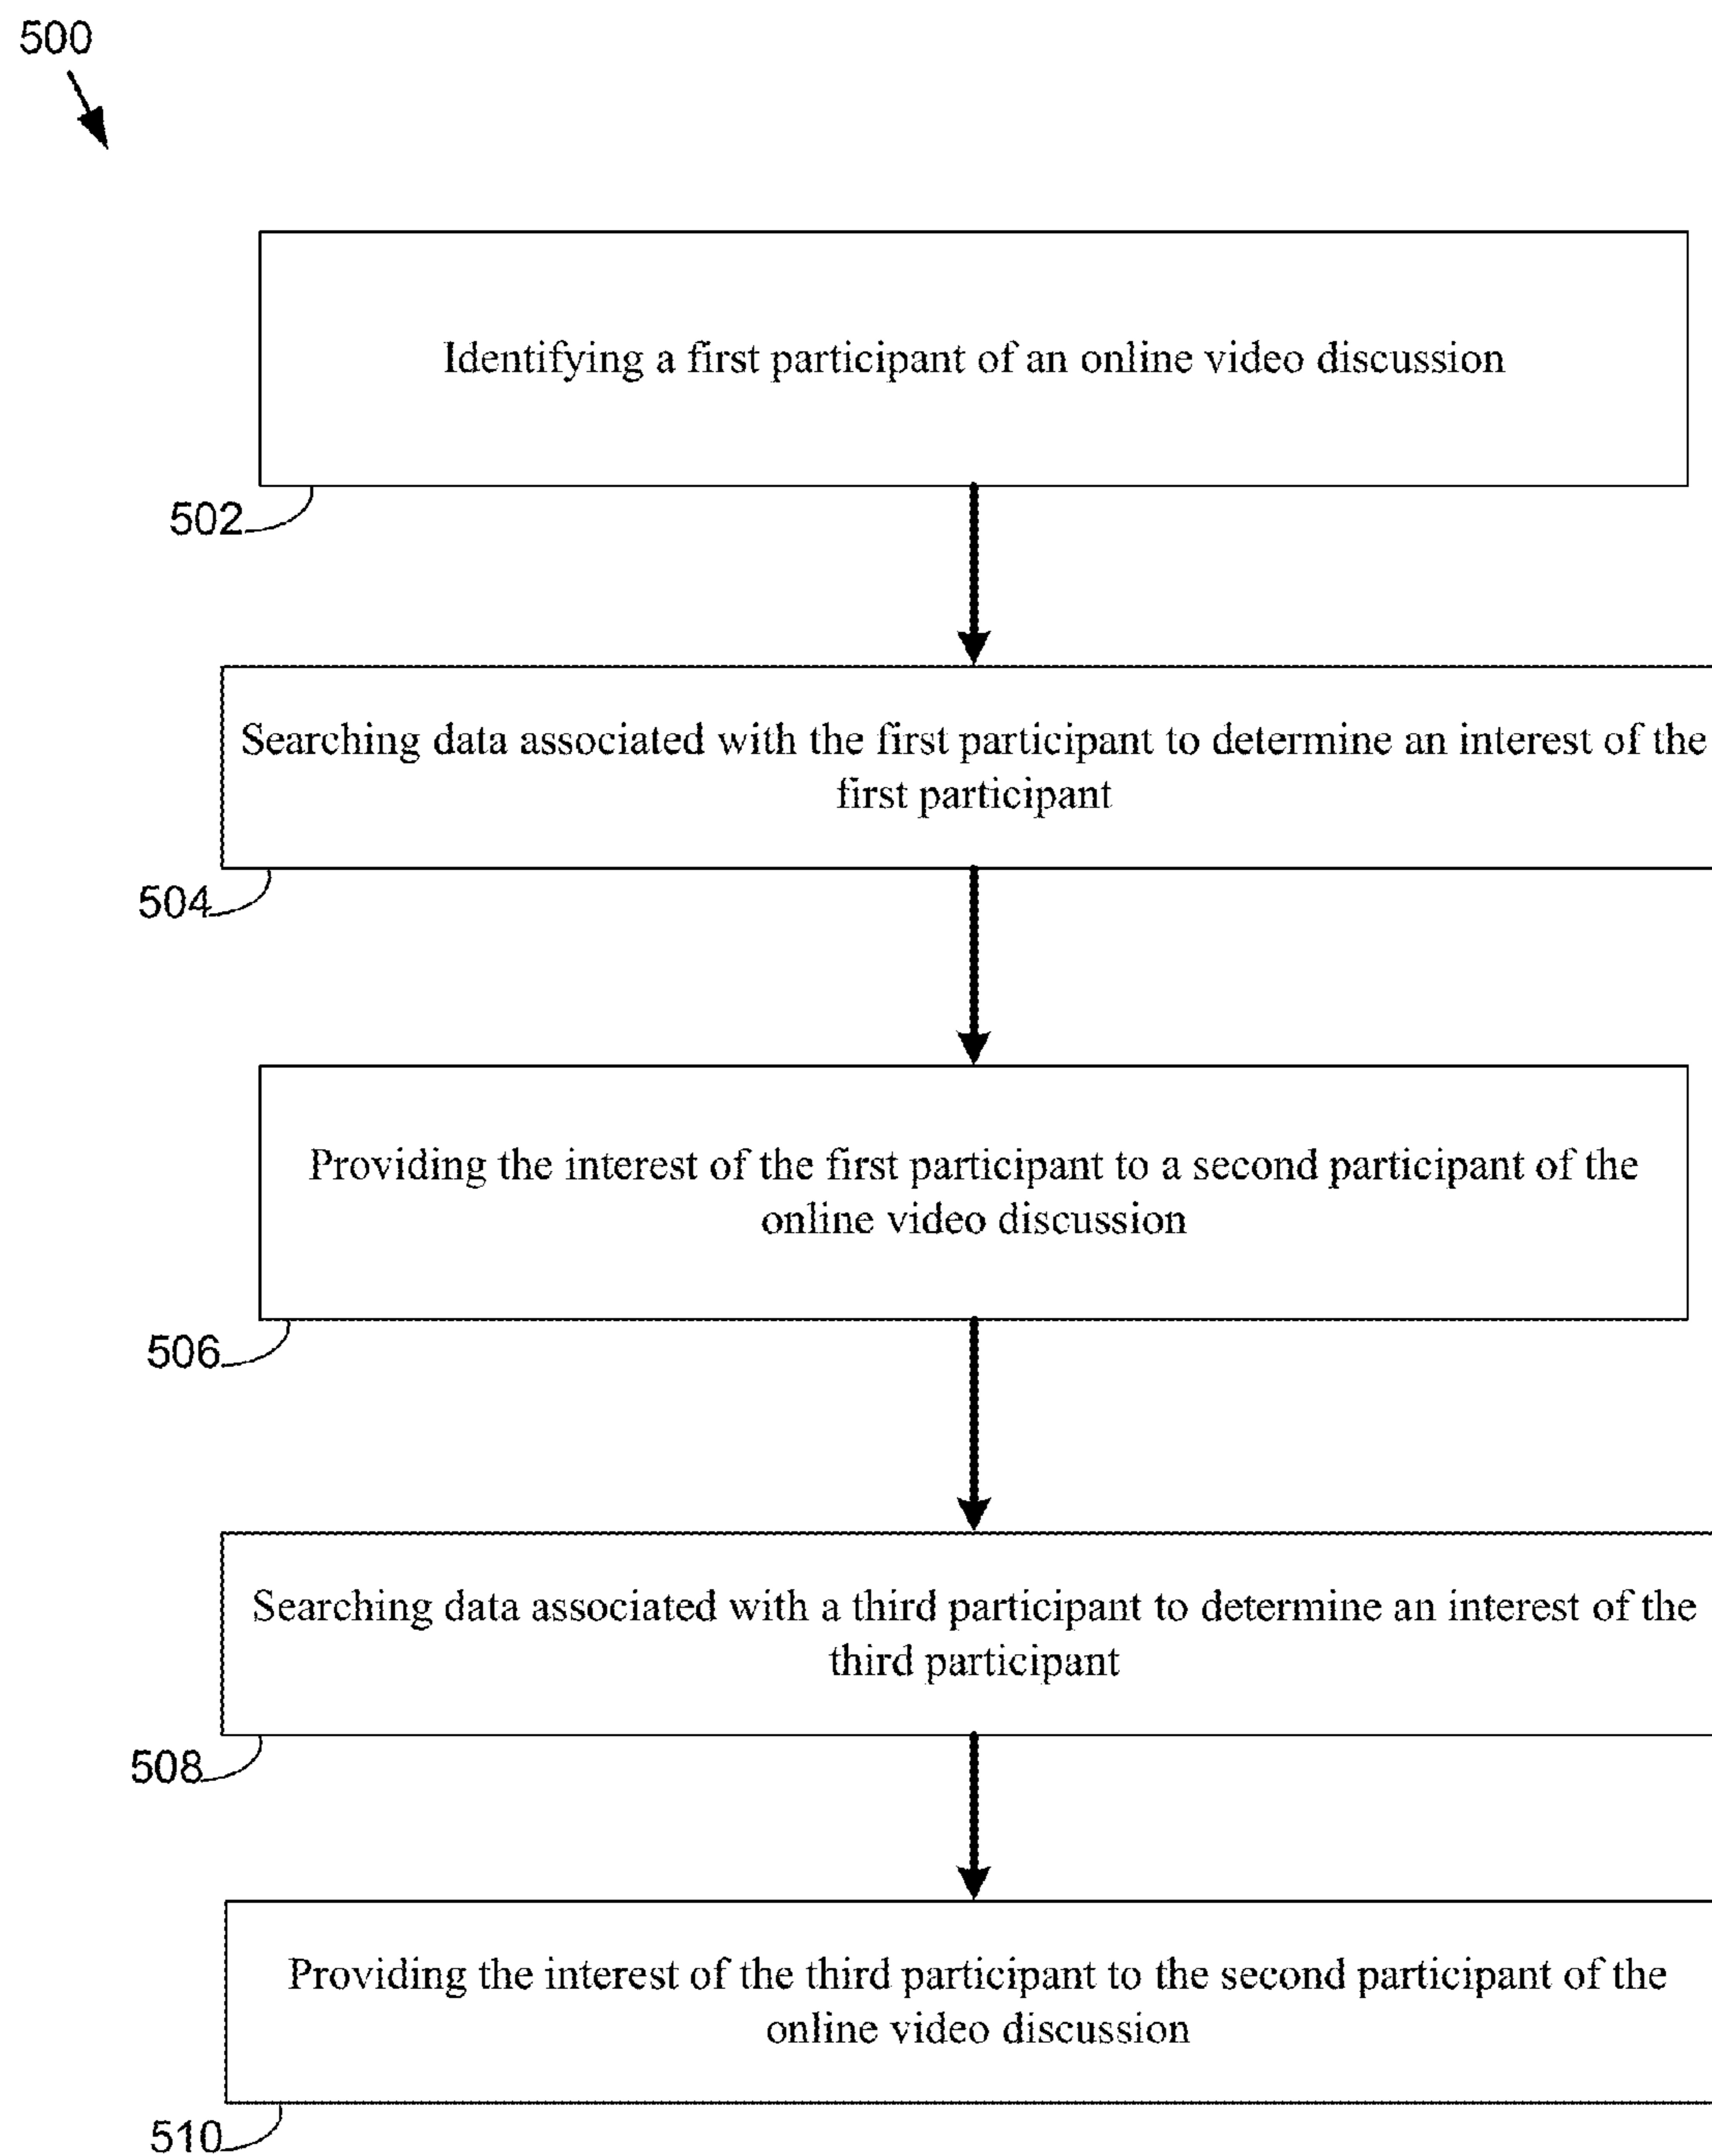 500
Identifying a first participant of an online video discussion
502
Searching data associated with the first participant to determine an interest of the
first participant
504
Providing the interest of the first participant to a second participant of the
online video discussion
506
Searching data associated with a third participant to determine an interest of the
third participant
508
Providing the interest of the third participant to the second participant of the
online video discussion
510